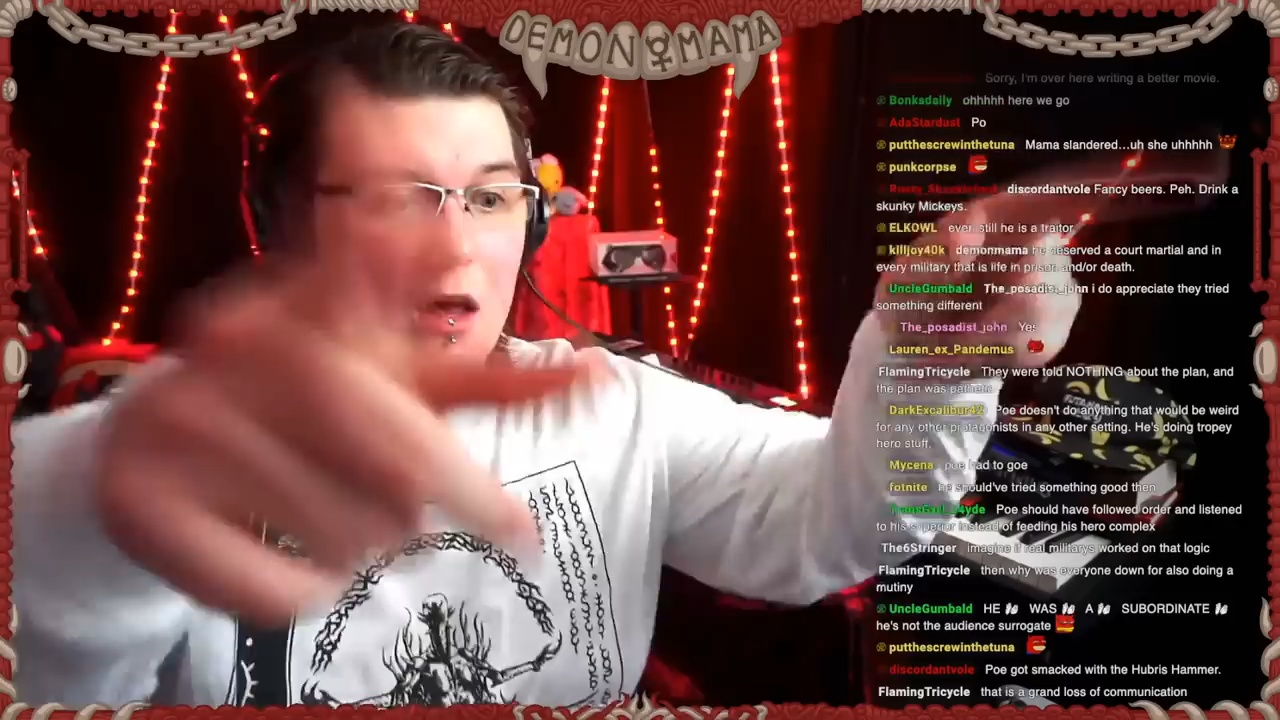 DEMON MAMA
Sorry, I'm over here writing a better movie.
Bonksdaily ohhhhh here we go
AdaStardust Po
putthescrewinthetuna Mama slandered...uh she uhhhhh
punkcorpse
discordantvole Fancy beers. Peh. Drink a
skunky Mickeys.
ELKOWL even still he is a traitor
killjoy40k demonmama he deserved a court martial and in
every military that is life in prison and/or death.
UncleGumbald The_posadist_john i do appreciate they tried
something different
The_posadist_john Yes
Lauren_ex_Pandemus
FlamingTricycle They were told NOTHING about the plan, and
the plan was pathetic
DarkExcalibur42 Poe doesn't do anything that would be weird
for any other protagonists in any other setting. He's doing tropey
hero stuff.
Mycena poe had to goe
fotnite he should've tried something good then
Poe should have followed order and listened
to his superior instead of feeding his hero complex
The6Stringer imagine if real militarys worked on that logic
FlamingTricycle then why was everyone down for also doing a
mutiny
UncleGumbald HE WAS A SUBORDINATE
he's not the audience surrogate
putthescrewinthetuna
discordantvole Poe got smacked with the Hubris Hammer.
FlamingTricycle that is a grand loss of communication